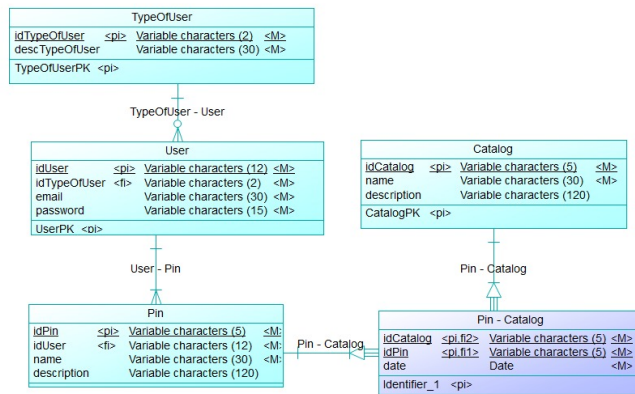 TypeOfUser
idTypeOfUser <pi> Variable characters (2) <M>
descTypeOfUser Variable characters (30) <M>
TypeOfUserPK <pi>
TypeOfUser - User
User
idUser <pi> Variable characters (12) <M>
idTypeOfUser <fi> Variable characters (2) <M>
email Variable characters (30) <M>
password Variable characters (15) <M>
UserPK <pi>
Catalog
idCatalog <pi> Variable characters (5) <M>
name Variable characters (30) <M>
description Variable characters (120)
CatalogPK <pi>
User - Pin
Pin - Catalog
Pin
idPin <pi> Variable characters (5) <M
idUser <fi> Variable characters (12) <M
name Variable characters (30) <M
description Variable characters (120)
Pin - Catalog
Pin - Catalog
idCatalog <pi,fi2> Variable characters (5) <M>
idPin <pi,fi1> Variable characters (5) <M>
date Date <M>
Identifier_1 <pi>